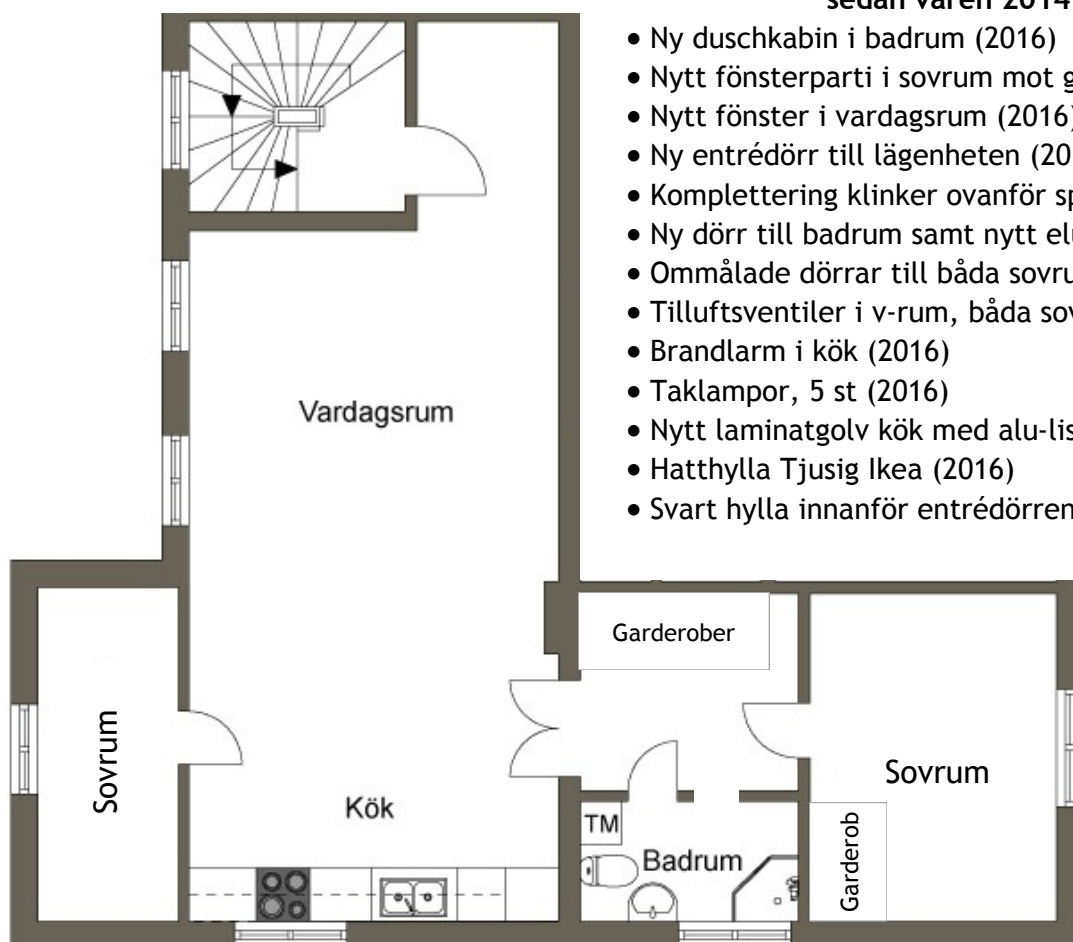 sedan våren 2014
• Ny duschkabin i badrum (2016)
• Nytt fönsterparti i sovrum mot g
• Nytt fönster i vardagsrum (2016)
• Ny entrédörr till lägenheten (20
• Komplettering klinker ovanför sp
• Ny dörr till badrum samt nytt elu
• Ommålade dörrar till båda sovru
• Tilluftsventiler i v-rum, båda sov
• Brandlarm i kök (2016)
• Taklampor, 5 st (2016)
• Nytt laminatgolv kök med alu-lis
• Hatthylla Tjusig Ikea (2016)
• Svart hylla innanför entrédörren
Vardagsrum
Garderober
Sovrum
Sovrum
Kök
TM
Badrum
Garderob